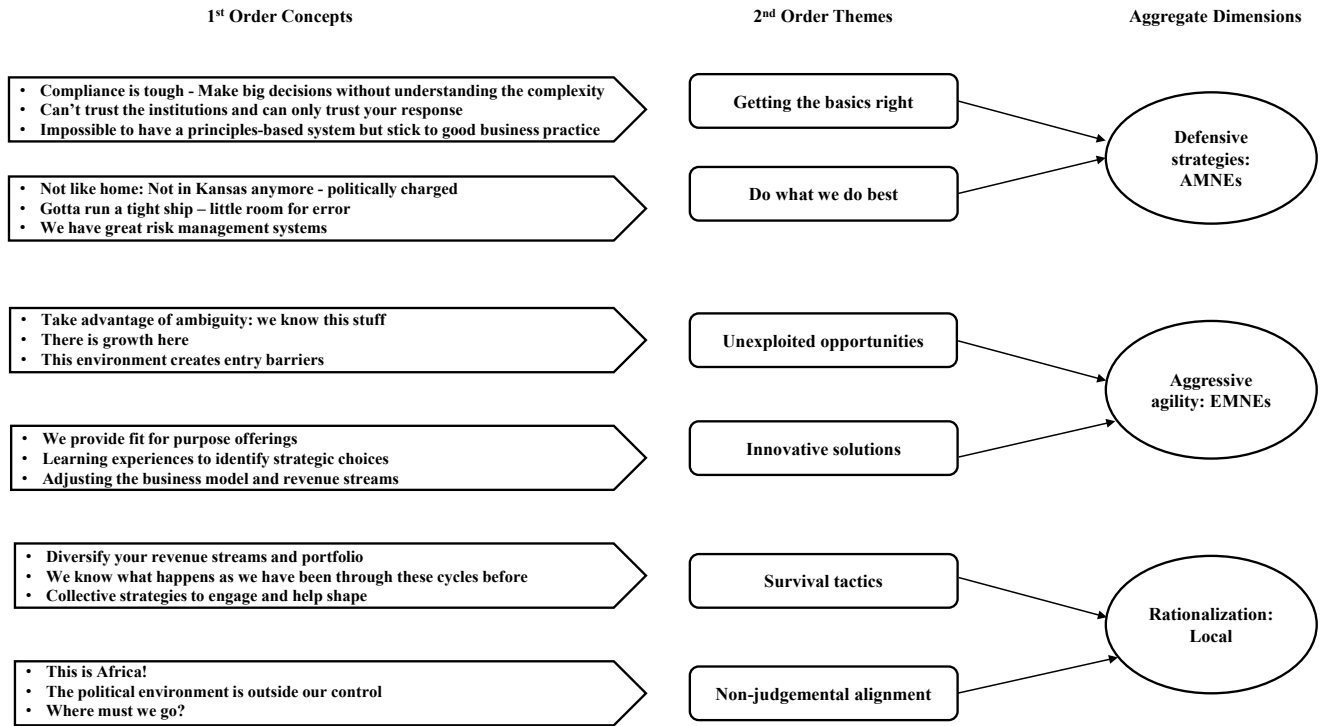 1st Order Concepts
2nd Order Themes
Aggregate Dimensions
• Compliance is tough - Make big decisions without understanding the complexity
• Can't trust the institutions and can only trust your response
• Impossible to have a principles-based system but stick to good business practice
Getting the basics right
• Not like home: Not in Kansas anymore - politically charged
• Gotta run a tight ship – little room for error
• We have great risk management systems
Do what we do best
Defensive
strategies:
AMNEs
• Take advantage of ambiguity: we know this stuff
• There is growth here
• This environment creates entry barriers
Unexploited opportunities
• We provide fit for purpose offerings
• Learning experiences to identify strategic choices
• Adjusting the business model and revenue streams
Innovative solutions
Aggressive
agility: EMNEs
• Diversify your revenue streams and portfolio
• We know what happens as we have been through these cycles before
• Collective strategies to engage and help shape
Survival tactics
• This is Africa!
• The political environment is outside our control
• Where must we go?
Non-judgemental alignment
Rationalization:
Local